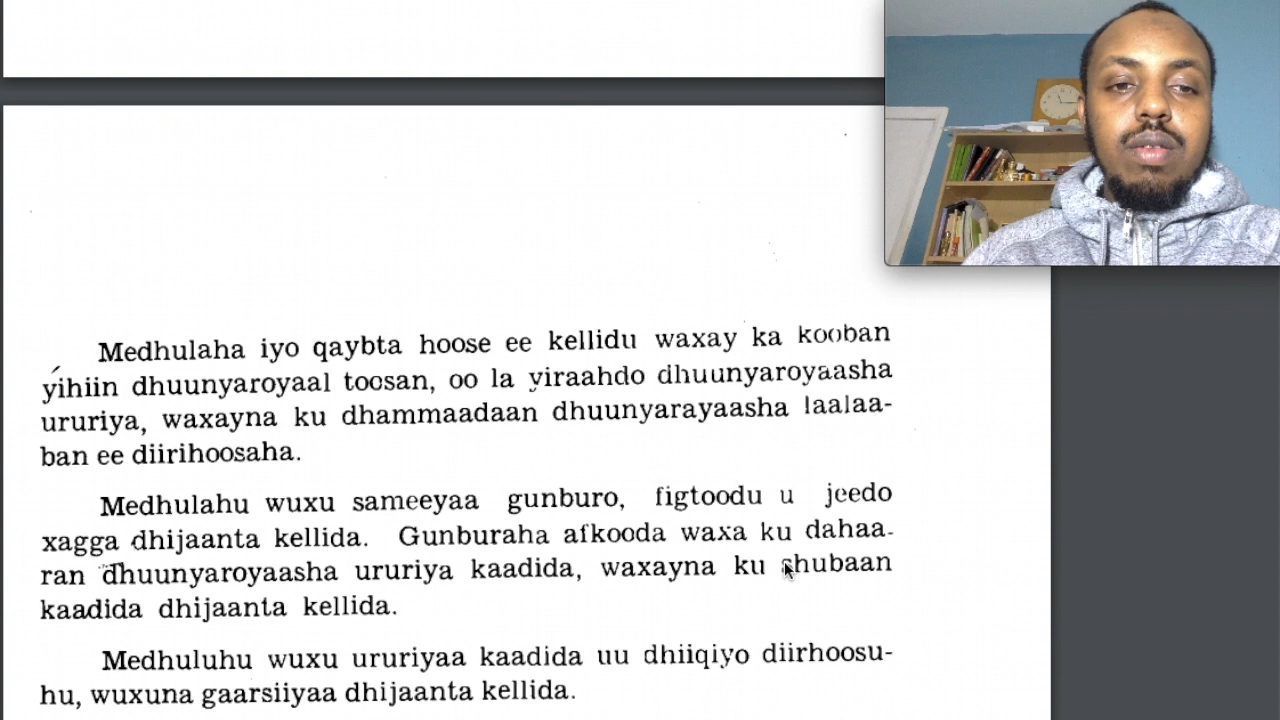 Medhulaha iyo qaybta hoose ee kellidu waxay ka kooban
yihiin dhuunyaroyaal toosan, oo la yiraahdo dhuunyaroyaasha
ururiya, waxayna ku dhammaadaan dhuunyarayaasha laalaa-
ban ee diirihoosaha.
Medhulahu wuxu sameeyaa gunburo, figtoodu u jeedo
xagga dhijaanta kellida. Gunburaha afkooda waxa ku dahaa-
ran dhuunyaroyaasha ururiya kaadida, waxayna ku shubaan
kaadida dhijaanta kellida.
Medhuluhu wuxu ururiyaa kaadida uu dhiiqiyo diirhoosu-
hu, wuxuna gaarsiiyaa dhijaanta kellida.